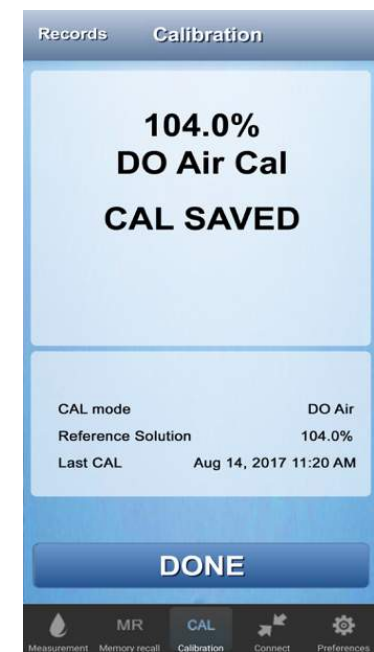 Records Calibration
104.0%
DO Air Cal
CAL SAVED
CAL mode DO Air
Reference Solution 104.0%
Last CAL Aug 14, 2017 11:20 AM
DONE
MR CAL
Measurement Memory recall Calibration Connect Preferences